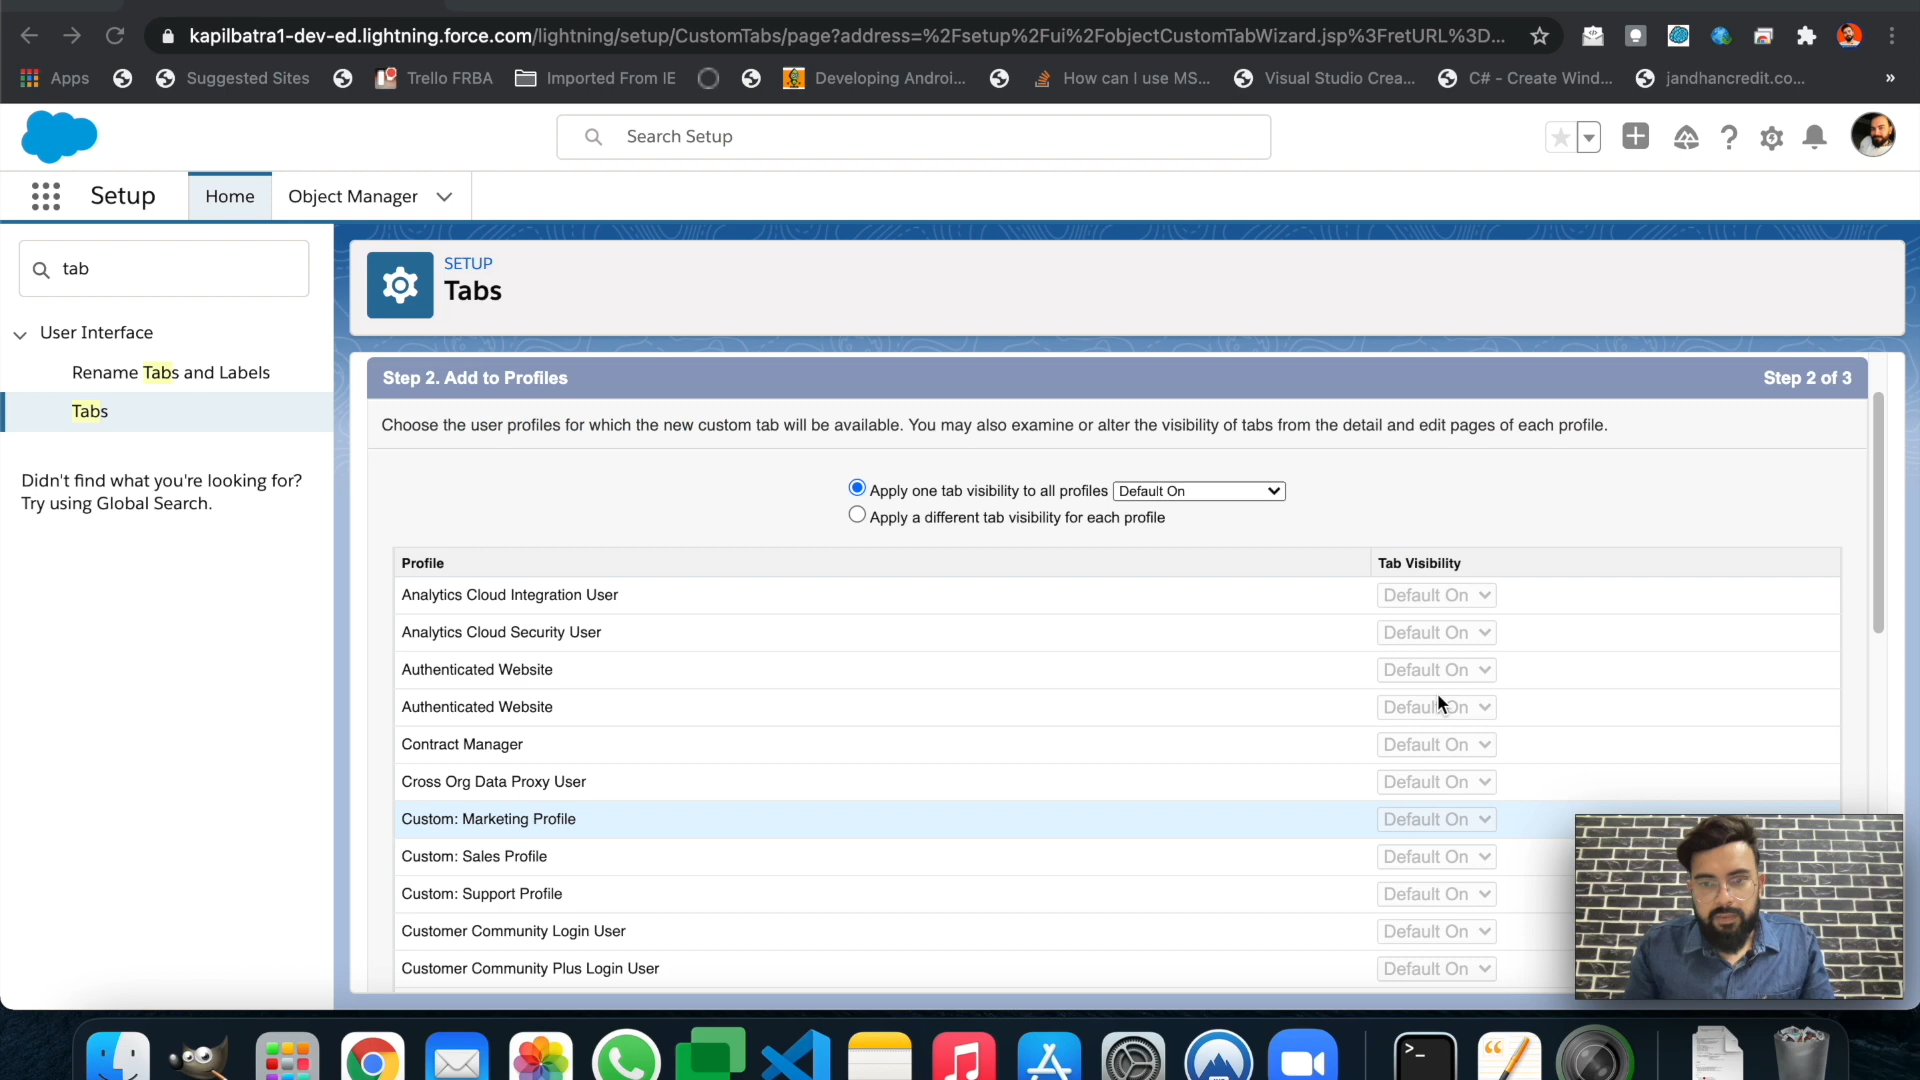 kapilbatra1-dev-ed.lightning.force.com/lightning/setup/CustomTabs/page?address=%2Fsetup%2Fui%2FobjectCustomTabWizard.jsp%3FretURL%3D...
Apps Suggested Sites Trello FRBA Imported From IE Developing Androi... How can I use MS... Visual Studio Crea... C# - Create Wind... jandhancredit.co... »
Search Setup
Setup Home Object Manager
tab
User Interface
Rename Tabs and Labels
Tabs
Didn't find what you're looking for?
Try using Global Search.
SETUP
Tabs
Step 2. Add to Profiles Step 2 of 3
Choose the user profiles for which the new custom tab will be available. You may also examine or alter the visibility of tabs from the detail and edit pages of each profile.
Apply one tab visibility to all profiles Default On
Apply a different tab visibility for each profile
Profile Tab Visibility
Analytics Cloud Integration User Default On
Analytics Cloud Security User Default On
Authenticated Website Default On
Authenticated Website Default On
Contract Manager Default On
Cross Org Data Proxy User Default On
Custom: Marketing Profile Default On
Custom: Sales Profile Default On
Custom: Support Profile Default On
Customer Community Login User Default On
Customer Community Plus Login User Default On